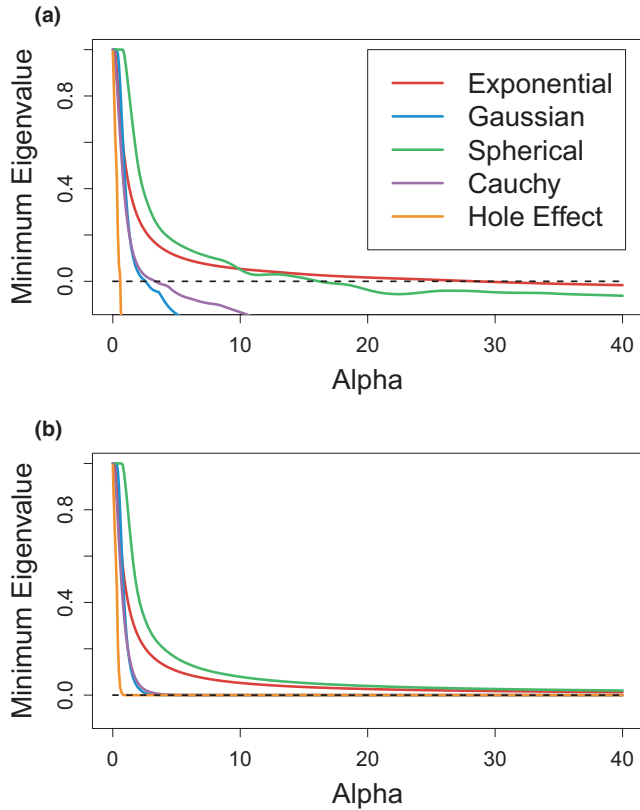 (a)
Minimum Eigenvalue
0.8
0.4
0.0
Exponential
Gaussian
Spherical
Cauchy
Hole Effect
0 10 20 30 40
Alpha
(b)
Minimum Eigenvalue
0.8
0.4
0.0
0 10 20 30 40
Alpha